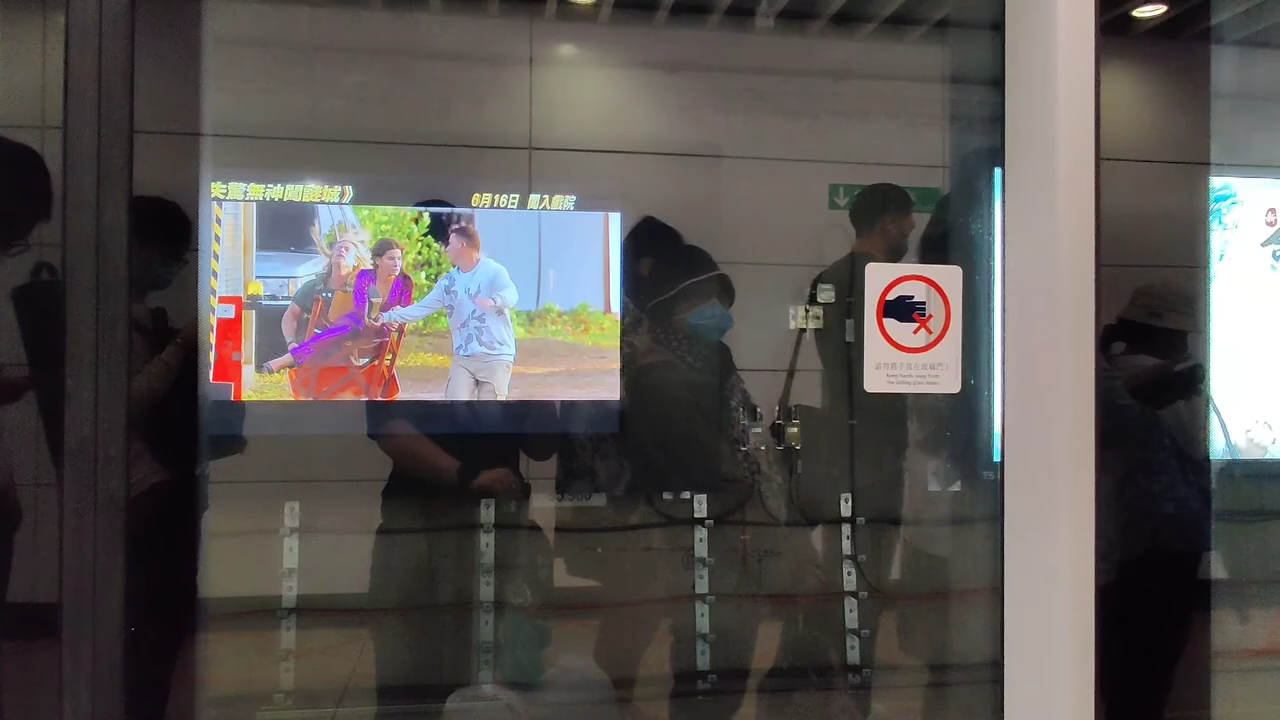 失驚無神闖謎城》
6月16日 闖入戲院
請勿將手放在玻璃門上
Keep hands away from
the sliding glass doors